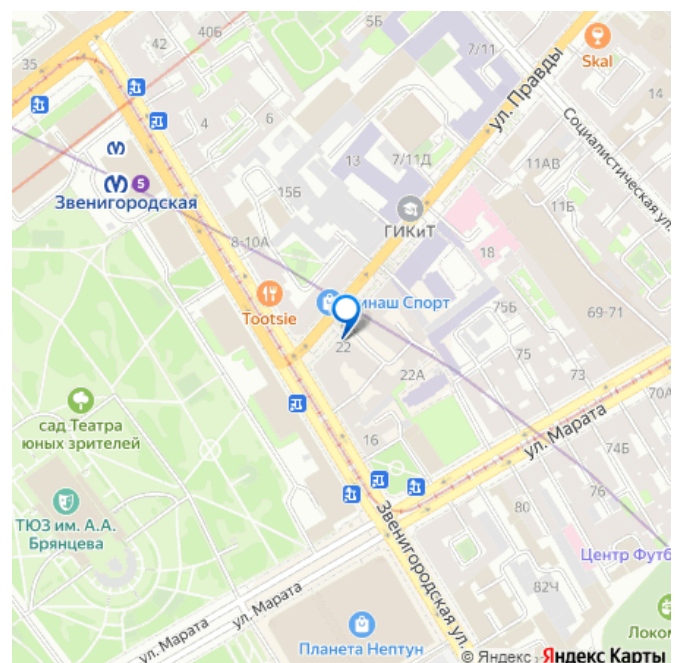 5Б
40Б
42
35
7/11
Skal
ул. Правды
14
Социалистическая ул.
4
6
13
7/11Д
11АВ
5
Звенигородская
15Б
11Б
ГИКиТ
18
8-10А
Tootsie
инаш Спорт
75Б
69-71
22
75
22А
73
70А
сад Театра
юных зрителей
16
ул. Марата
74Б
76
ТЮЗ им. А.А.
Брянцева
80
Звенигородская ул.
Центр Футб
82Ч
ул. Марата
ул. Марата
Локом
Планета Нептун
© Яндекс
Яндекс Карты